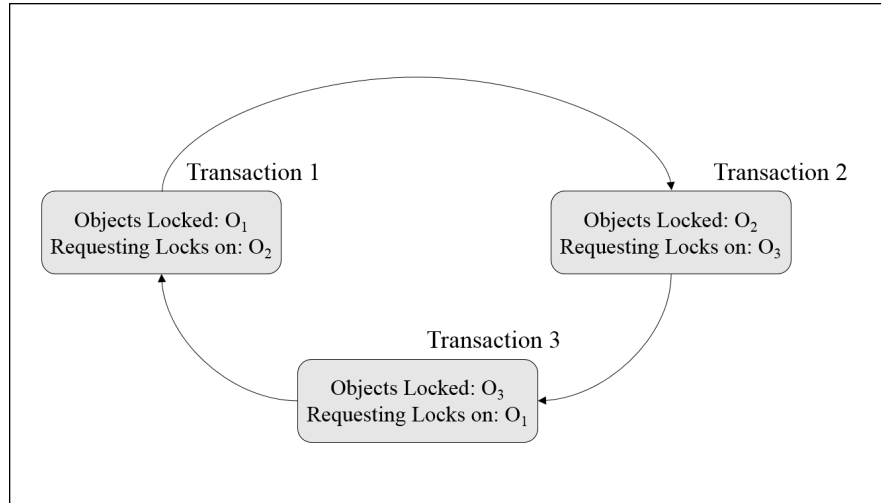 Transaction 1
Objects Locked: O₁
Requesting Locks on: O₂
Transaction 2
Objects Locked: O₂
Requesting Locks on: O₃
Transaction 3
Objects Locked: O₃
Requesting Locks on: O₁